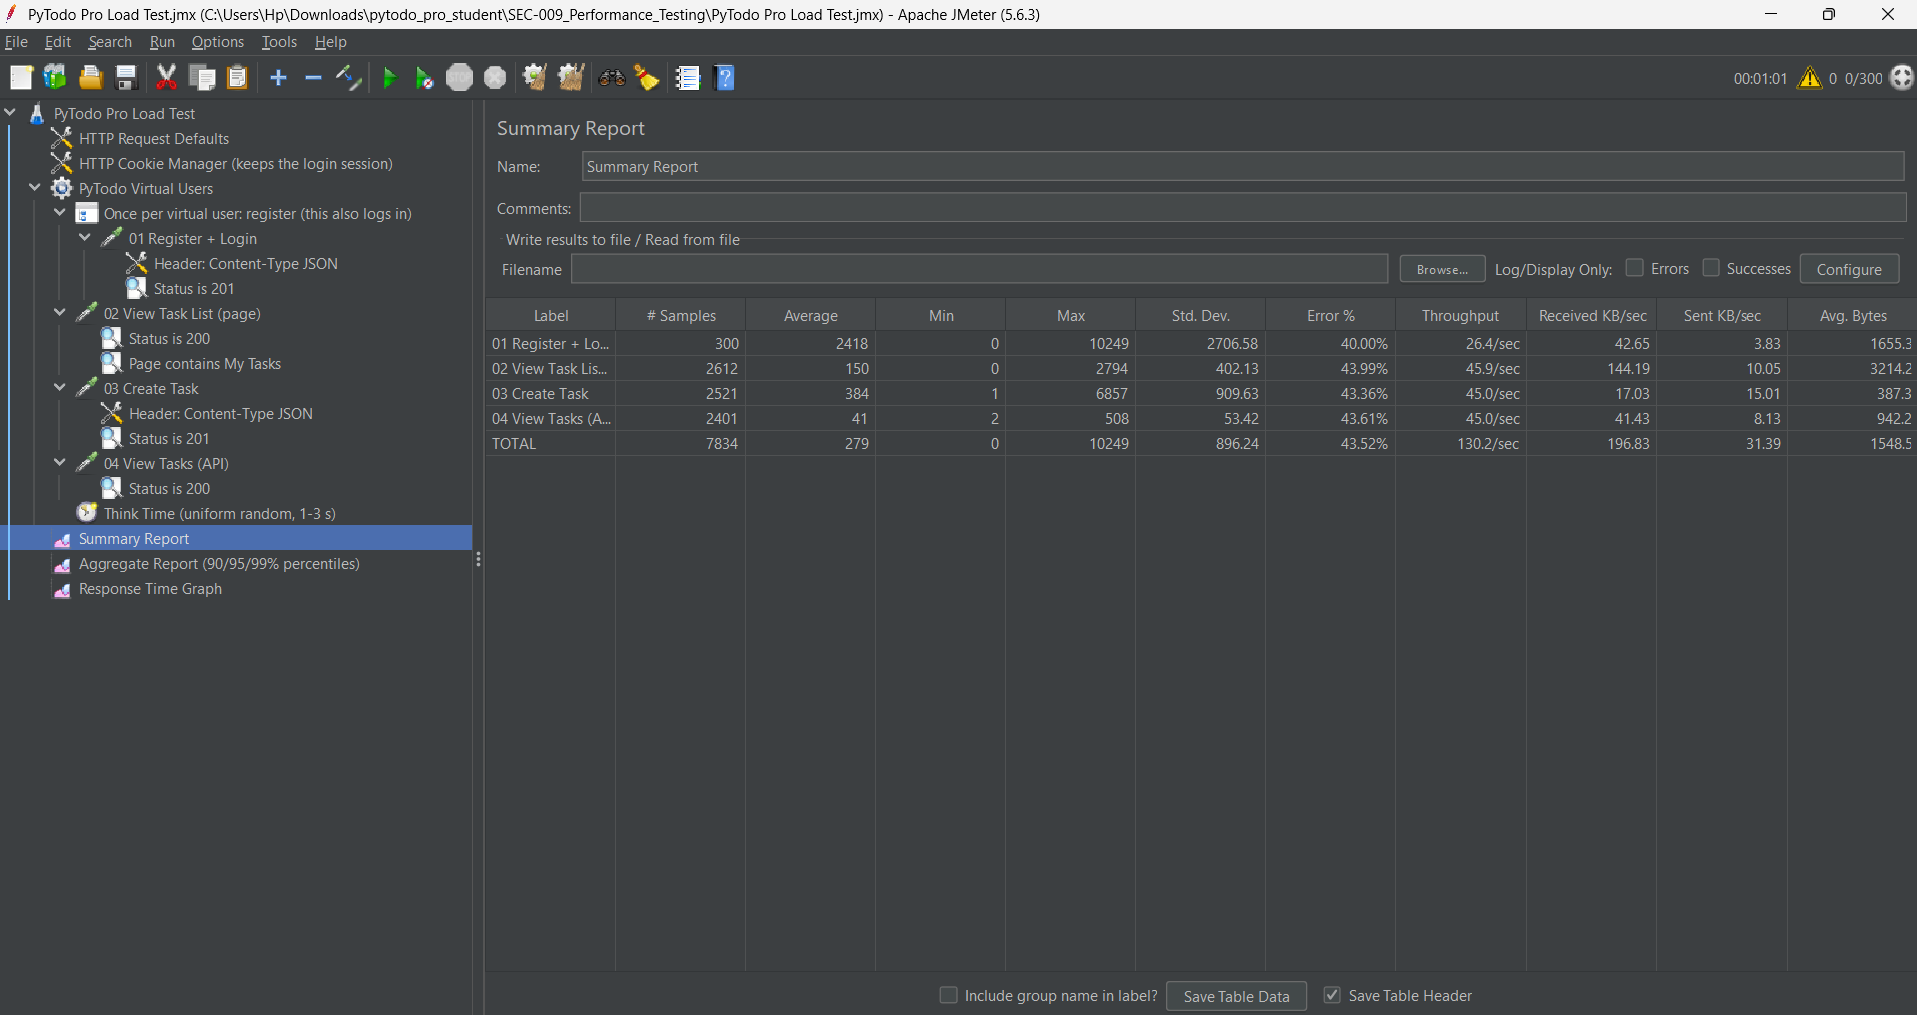 PyTodo Pro Load Test.jmx (C:\Users\Hp\Downloads\pytodo_pro_student\SEC-009_Performance_Testing\PyTodo Pro Load Test.jmx) - Apache JMeter (5.6.3)
File Edit Search Run Options Tools Help
STOP
00:01:01 0 0/300
PyTodo Pro Load Test
HTTP Request Defaults
HTTP Cookie Manager (keeps the login session)
PyTodo Virtual Users
Once per virtual user: register (this also logs in)
01 Register + Login
Header: Content-Type JSON
Status is 201
02 View Task List (page)
Status is 200
Page contains My Tasks
03 Create Task
Header: Content-Type JSON
Status is 201
04 View Tasks (API)
Status is 200
Think Time (uniform random, 1-3 s)
Summary Report
Aggregate Report (90/95/99% percentiles)
Response Time Graph
Summary Report
Name: Summary Report
Comments:
Write results to file / Read from file
Filename Browse... Log/Display Only: Errors Successes Configure
Label # Samples Average Min Max Std. Dev. Error % Throughput Received KB/sec Sent KB/sec Avg. Bytes
01 Register + Lo... 300 2418 0 10249 2706.58 40.00% 26.4/sec 42.65 3.83 1655.3
02 View Task Lis... 2612 150 0 2794 402.13 43.99% 45.9/sec 144.19 10.05 3214.2
03 Create Task 2521 384 1 6857 909.63 43.36% 45.0/sec 17.03 15.01 387.3
04 View Tasks (A... 2401 41 2 508 53.42 43.61% 45.0/sec 41.43 8.13 942.2
TOTAL 7834 279 0 10249 896.24 43.52% 130.2/sec 196.83 31.39 1548.5
Include group name in label? Save Table Data Save Table Header